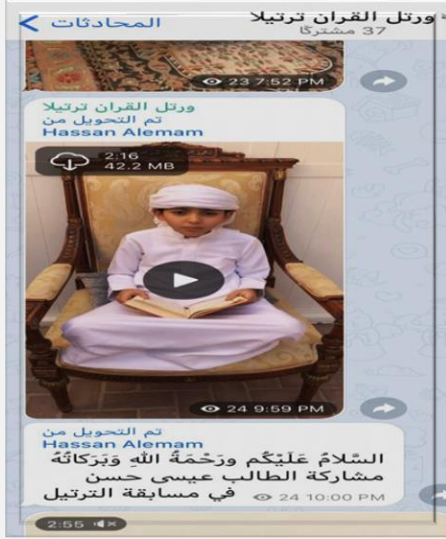 ورتل القران ترتيلا
37 مشتركًا
المحادثات
23 7:52 PM
ورتل القران ترتيلا
تم التحويل من
Hassan Alemam
2:16
42.2 MB
24 9:59 PM
تم التحويل من
Hassan Alemam
السَّلامُ عَلَيْكُم ورَحْمَةُ اللهِ وَبَرَكاتُهُ
مشاركة الطالب عيسى حسن
في مسابقة الترتيل
24 10:00 PM
2:55